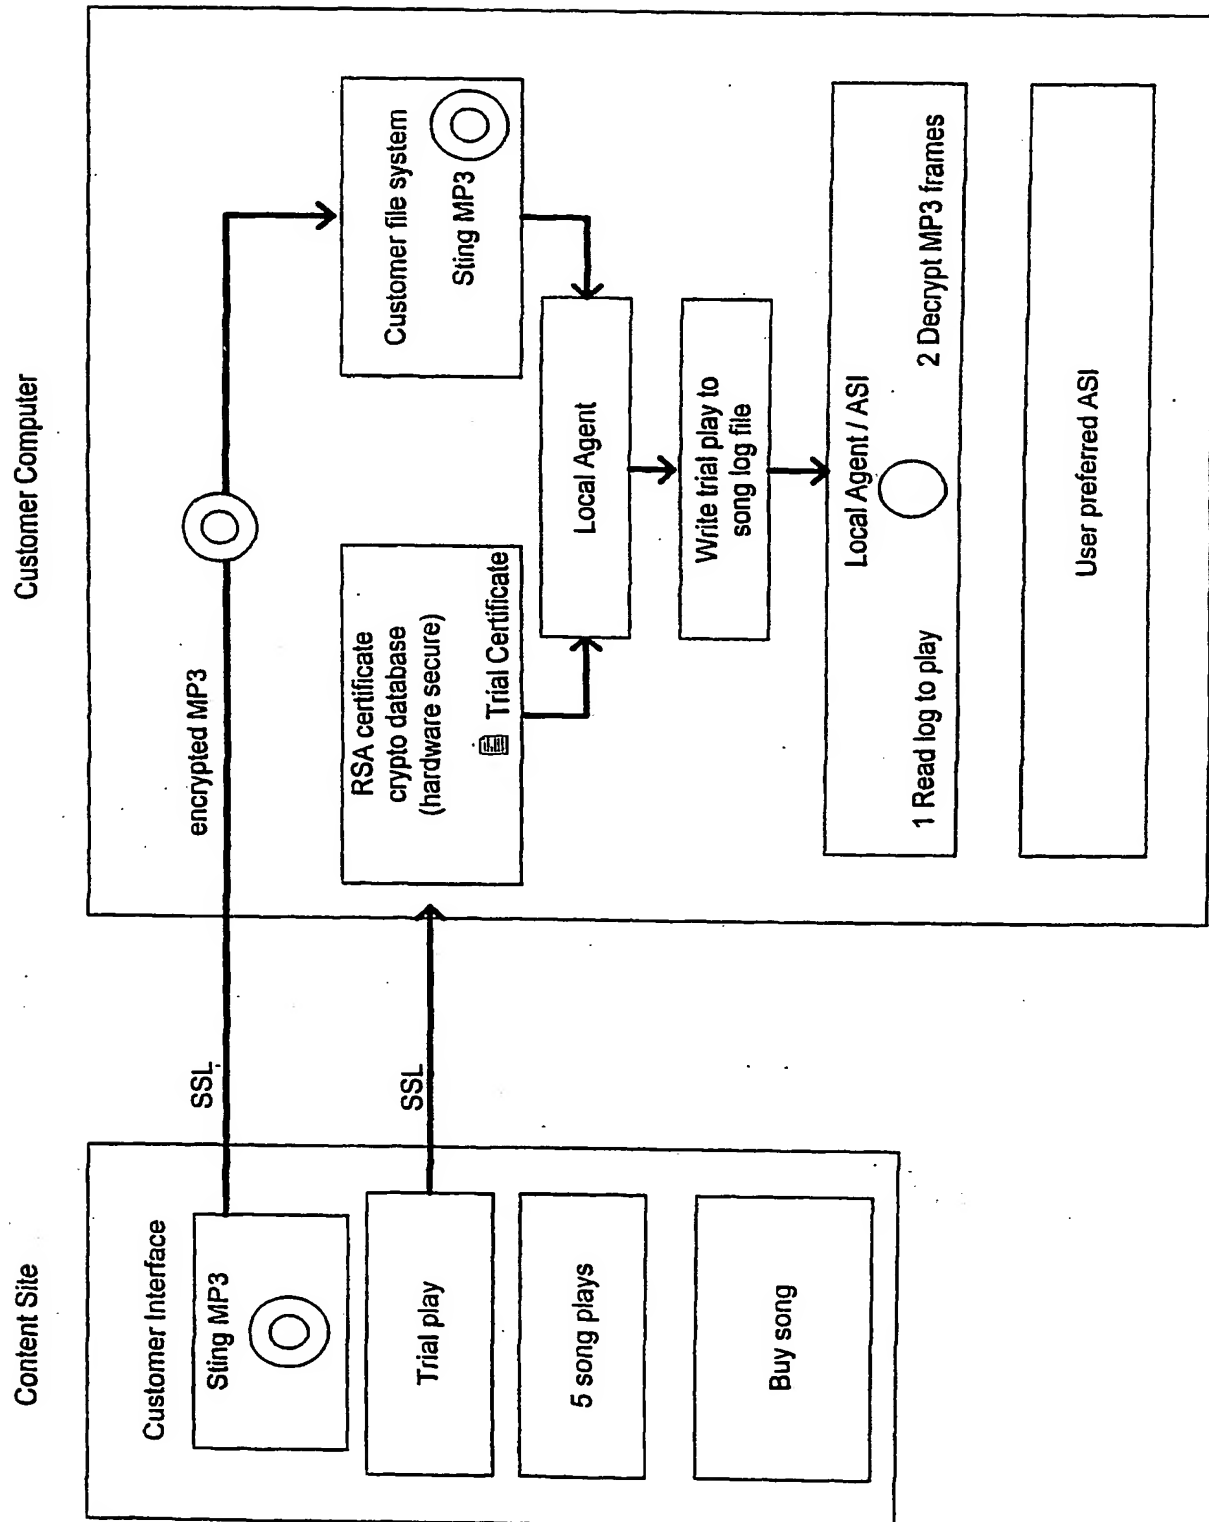 Content Site
Customer Interface
Sting MP3
Trial play
5 song plays
Buy song
SSL
SSL
Customer Computer
encrypted MP3
RSA certificate
crypto database
(hardware secure)
Trial Certificate
Customer file system
Sting MP3
Local Agent
Write trial play to
song log file
Local Agent / ASI
1 Read log to play
2 Decrypt MP3 frames
User preferred ASI